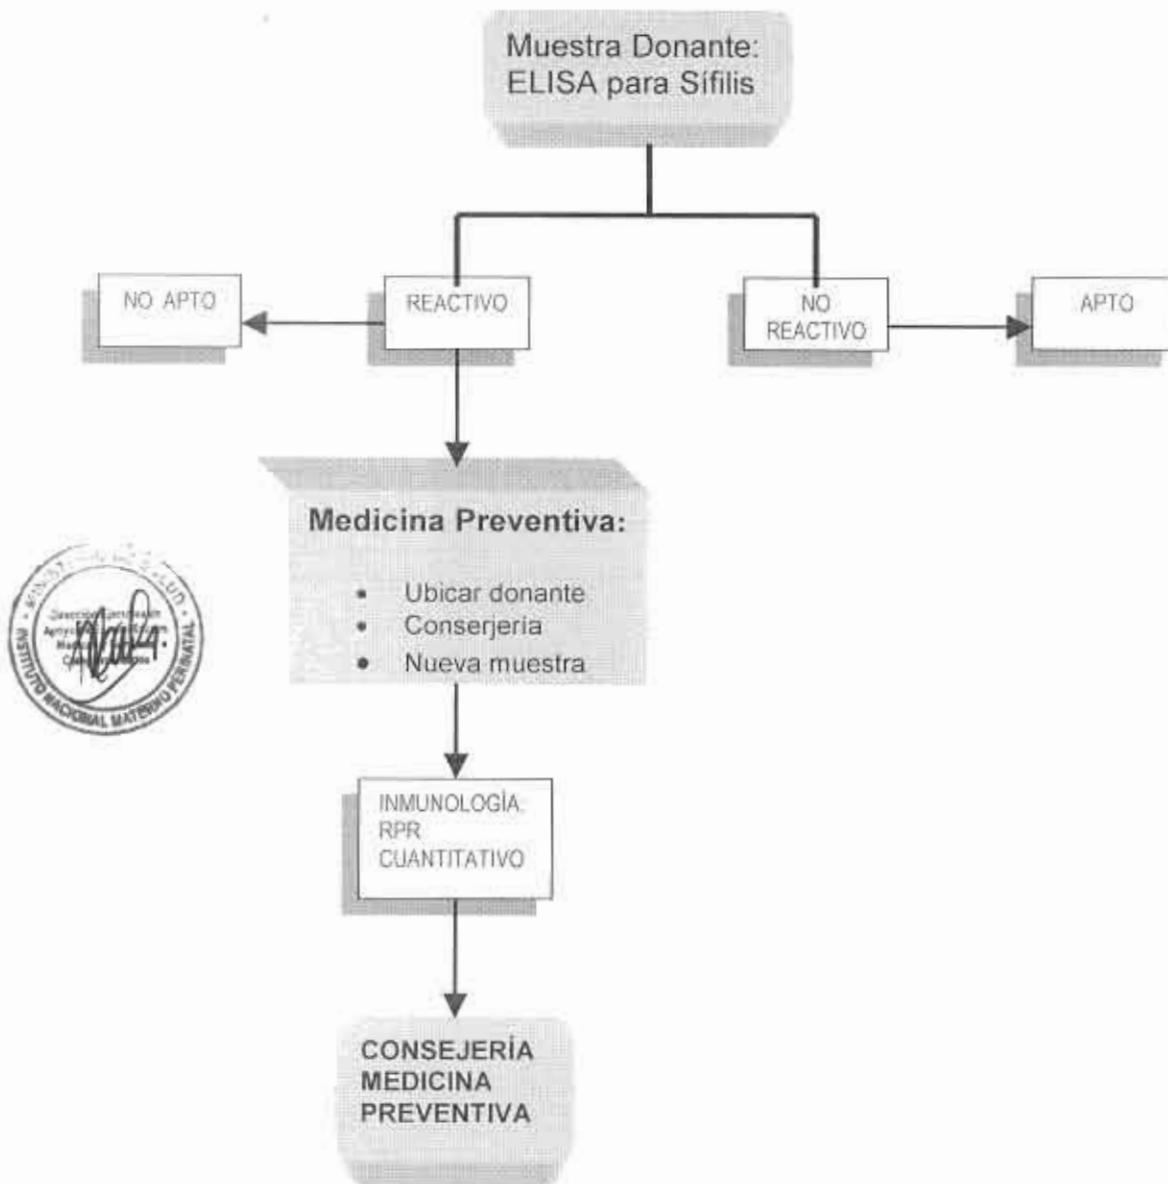 Muestra Donante:
ELISA para Sífilis
NO APTO
REACTIVO
NO
REACTIVO
APTO
Medicina Preventiva:
• Ubicar donante
• Conserjería
• Nueva muestra
INSTITUTO NACIONAL MATERNO PERINATAL
INMUNOLOGÍA:
RPR
CUANTITATIVO
CONSEJERÍA
MEDICINA
PREVENTIVA